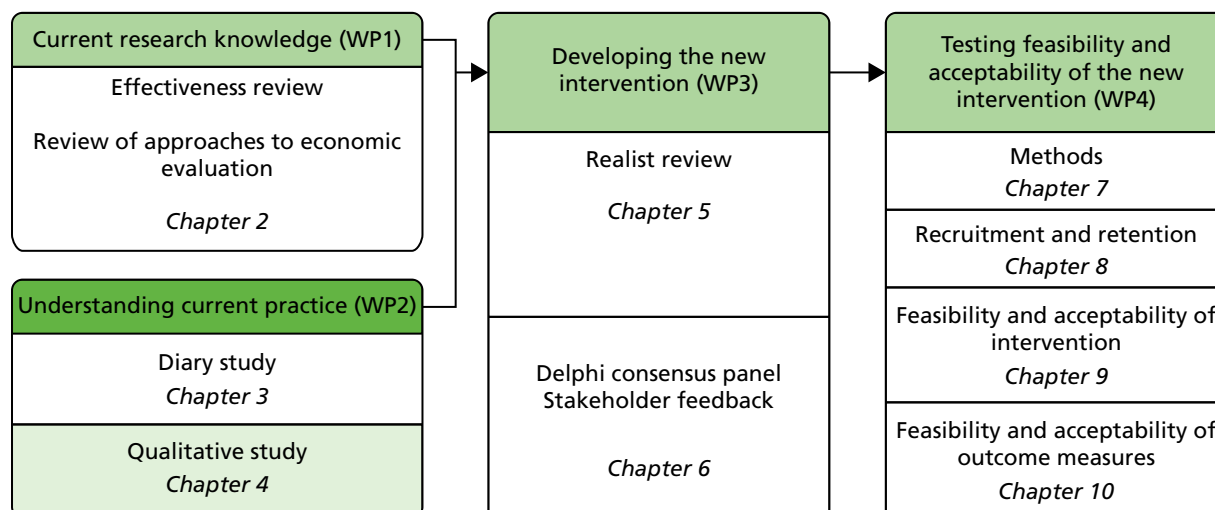 Current research knowledge (WP1)
Effectiveness review
Review of approaches to economic
evaluation
Chapter 2
Understanding current practice (WP2)
Diary study
Chapter 3
Qualitative study
Chapter 4
Developing the new
intervention (WP3)
Realist review
Chapter 5
Delphi consensus panel
Stakeholder feedback
Chapter 6
Testing feasibility and
acceptability of the new
intervention (WP4)
Methods
Chapter 7
Recruitment and retention
Chapter 8
Feasibility and acceptability of
intervention
Chapter 9
Feasibility and acceptability of
outcome measures
Chapter 10